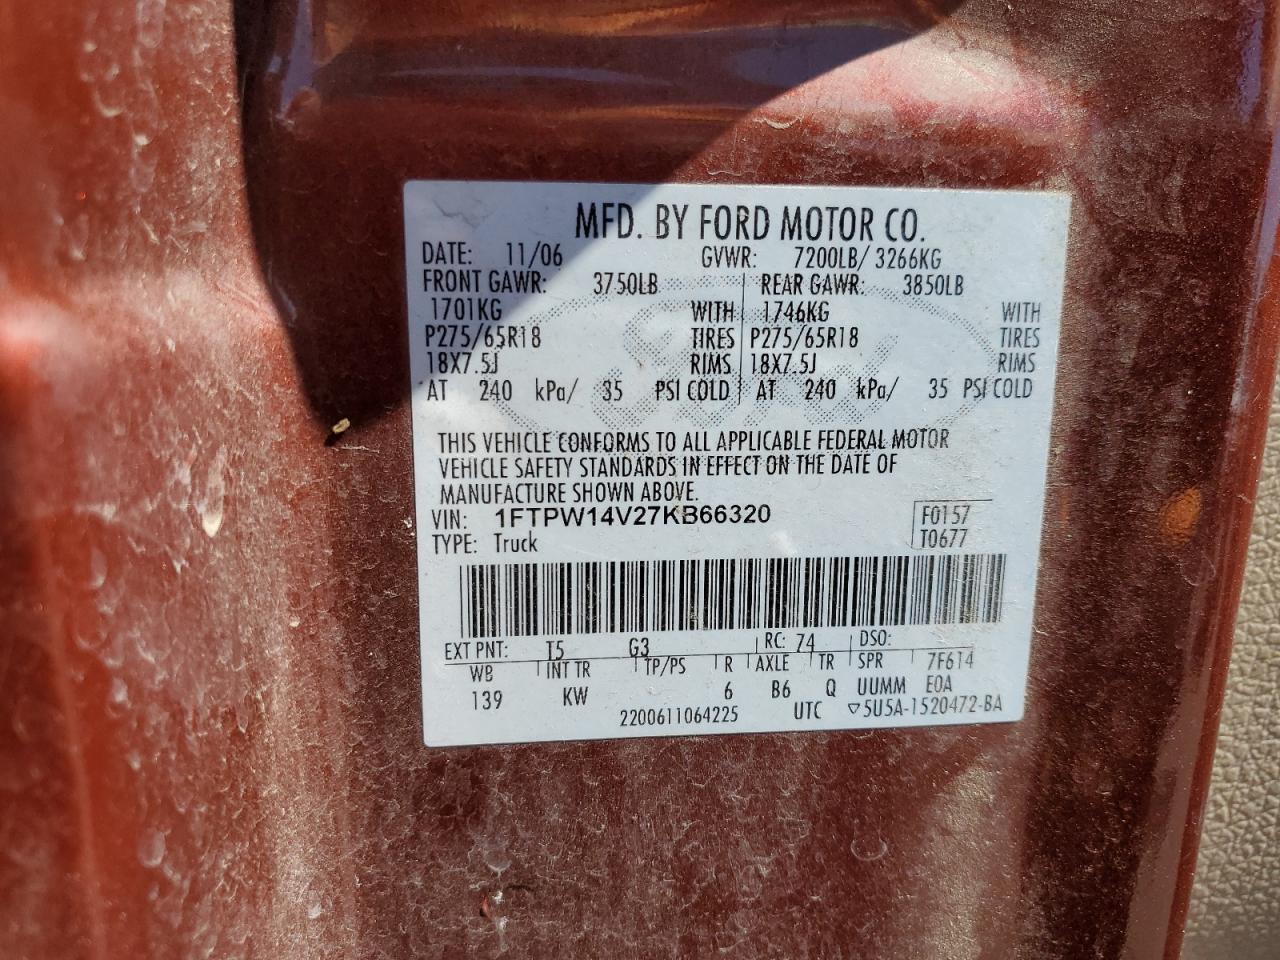 MFD. BY FORD MOTOR CO.
DATE: 11/06 GVWR: 7200LB/ 3266KG
FRONT GAWR: 3750LB REAR GAWR: 3850LB
1701KG WITH 1746KG WITH
P275/65R18 TIRES P275/65R18 TIRES
18X7.5J RIMS 18X7.5J RIMS
AT 240 kPa/ 35 PSI COLD AT 240 kPa/ 35 PSI COLD
THIS VEHICLE CONFORMS TO ALL APPLICABLE FEDERAL MOTOR
VEHICLE SAFETY STANDARDS IN EFFECT ON THE DATE OF
MANUFACTURE SHOWN ABOVE.
VIN: 1FTPW14V27KB66320 F0157
TYPE: Truck T0677
EXT PNT: T5 G3 RC: 74 DSO:
WB INT TR TP/PS R AXLE TR SPR 7F614
139 KW 6 B6 Q UUMM E0A
2200611064225 UTC ▽5U5A-1520472-BA